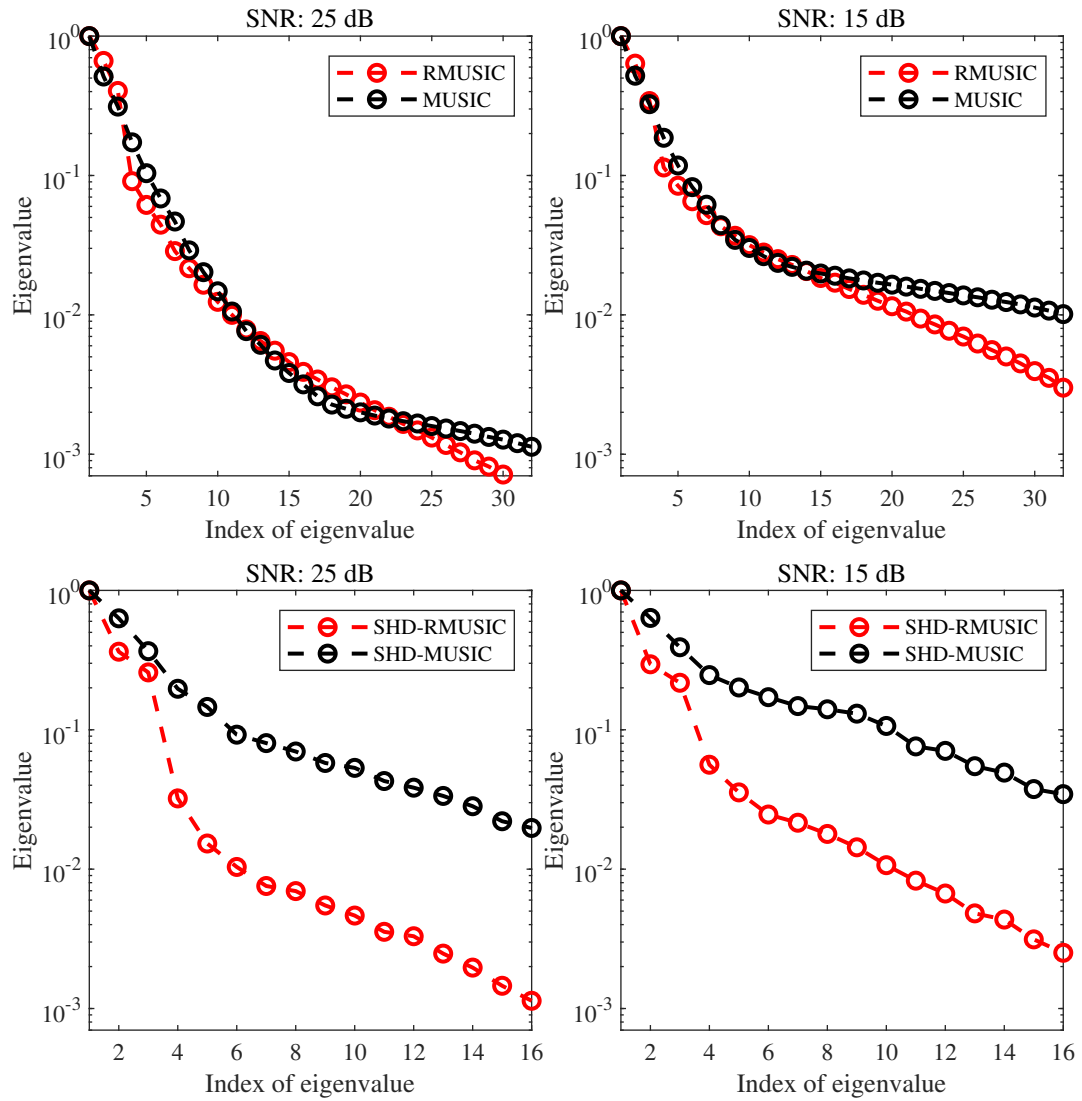 SNR: 25 dB
10^0
10^-1
10^-2
10^-3
Eigenvalue
RMUSIC
MUSIC
5 10 15 20 25 30
Index of eigenvalue
SNR: 15 dB
10^0
10^-1
10^-2
10^-3
Eigenvalue
RMUSIC
MUSIC
5 10 15 20 25 30
Index of eigenvalue
SNR: 25 dB
10^0
10^-1
10^-2
10^-3
Eigenvalue
SHD-RMUSIC
SHD-MUSIC
2 4 6 8 10 12 14 16
Index of eigenvalue
SNR: 15 dB
10^0
10^-1
10^-2
10^-3
Eigenvalue
SHD-RMUSIC
SHD-MUSIC
2 4 6 8 10 12 14 16
Index of eigenvalue